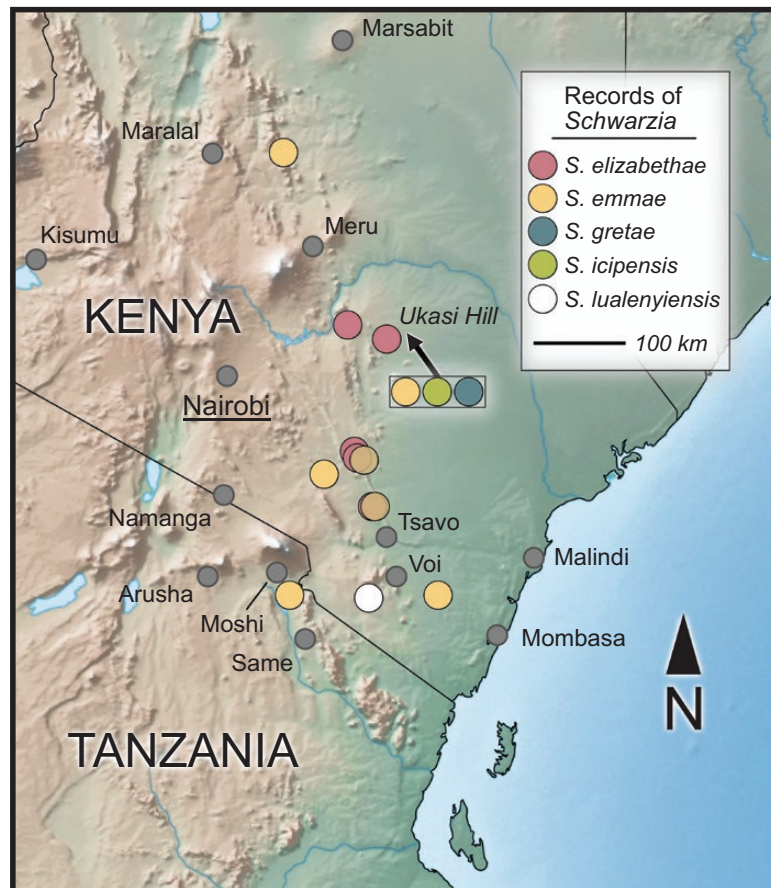 Marsabit
Records of
Schwarzia
S. elizabethae
S. emmae
S. gretae
S. icipensis
S. lualenyiensis
100 km
Maralal
Kisumu
Meru
KENYA
Ukasi Hill
Nairobi
Namanga
Tsavo
Voi
Malindi
Arusha
Moshi
Same
Mombasa
N
TANZANIA